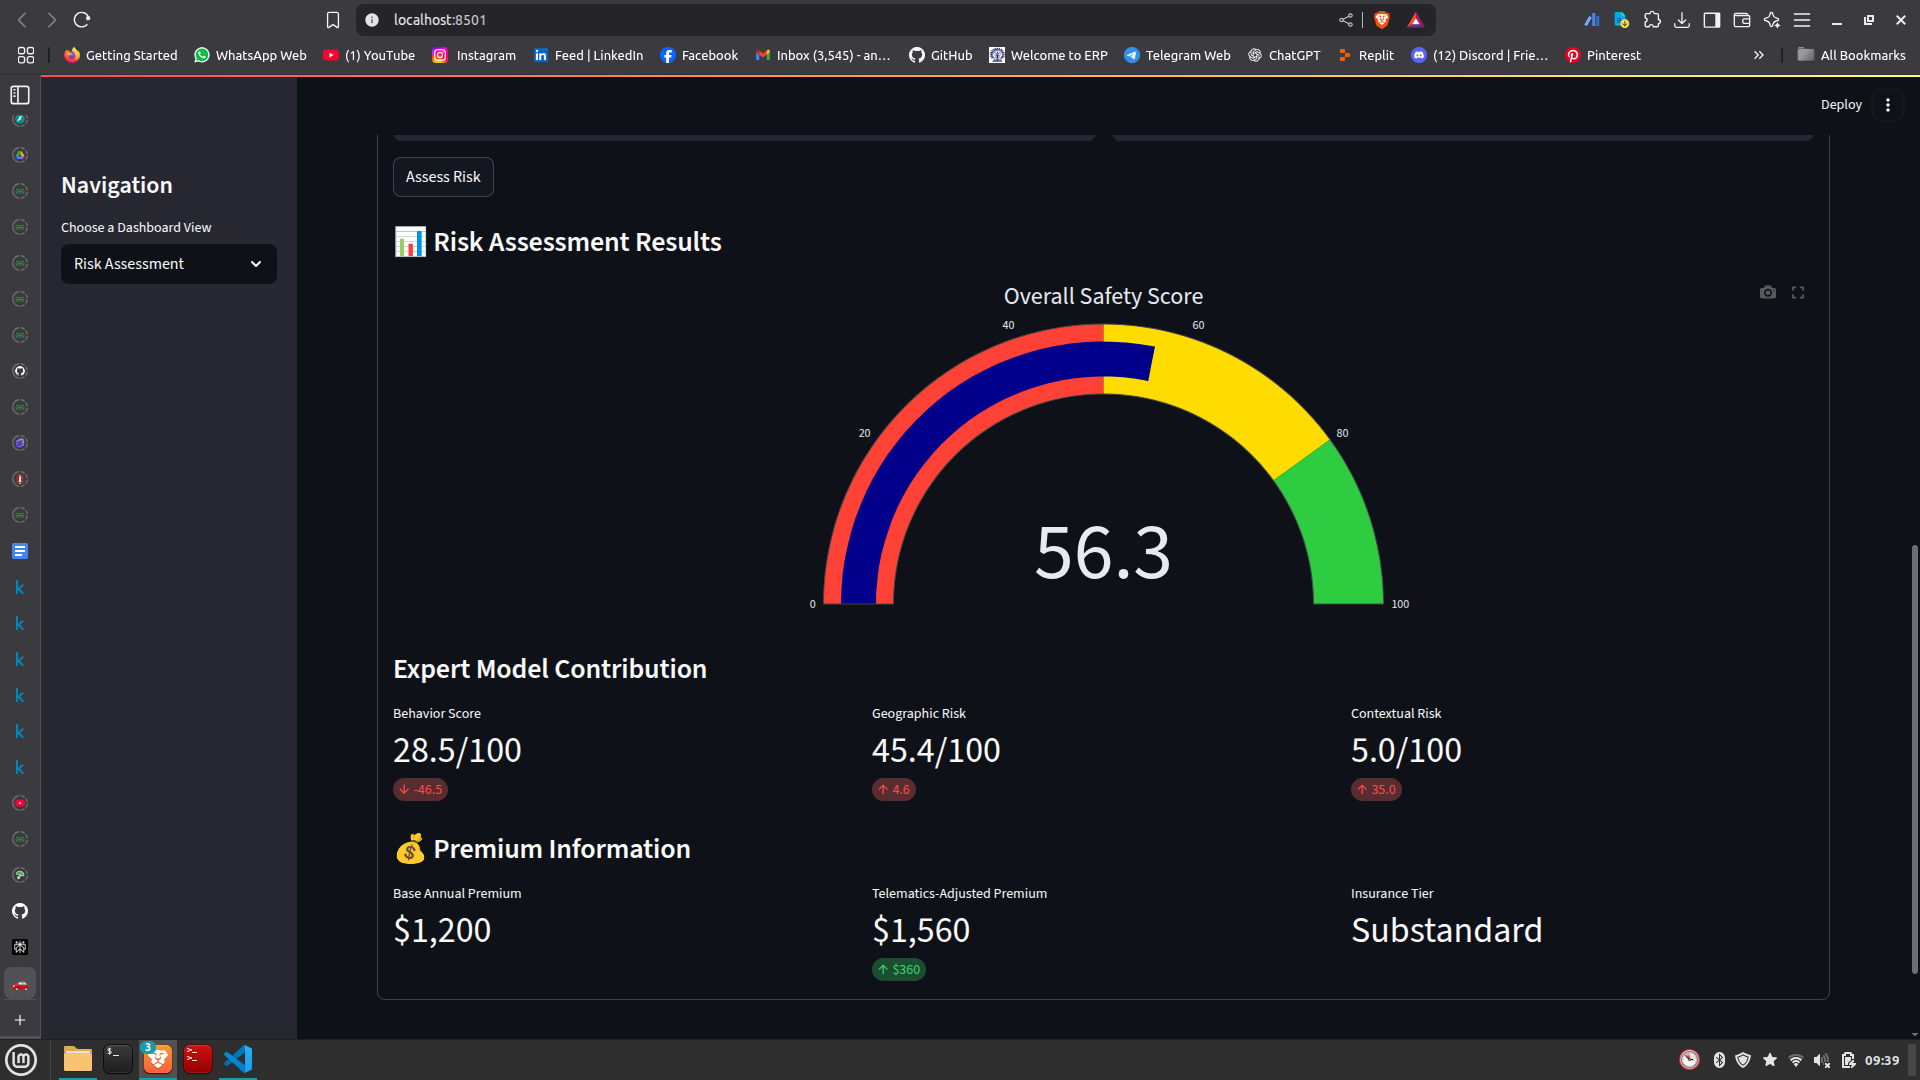 localhost:8501
Getting Started
WhatsApp Web
(1) YouTube
Instagram
Feed | LinkedIn
Facebook
Inbox (3,545) - an...
GitHub
Welcome to ERP
Telegram Web
ChatGPT
Replit
(12) Discord | Frie...
Pinterest
All Bookmarks
Deploy
Navigation
Choose a Dashboard View
Risk Assessment
Assess Risk
Risk Assessment Results
Overall Safety Score
0
20
40
60
80
100
56.3
Expert Model Contribution
Behavior Score
28.5/100
↓ -46.5
Geographic Risk
45.4/100
↑ 4.6
Contextual Risk
5.0/100
↑ 35.0
Premium Information
Base Annual Premium
$1,200
Telematics-Adjusted Premium
$1,560
↑ $360
Insurance Tier
Substandard
3
09:39